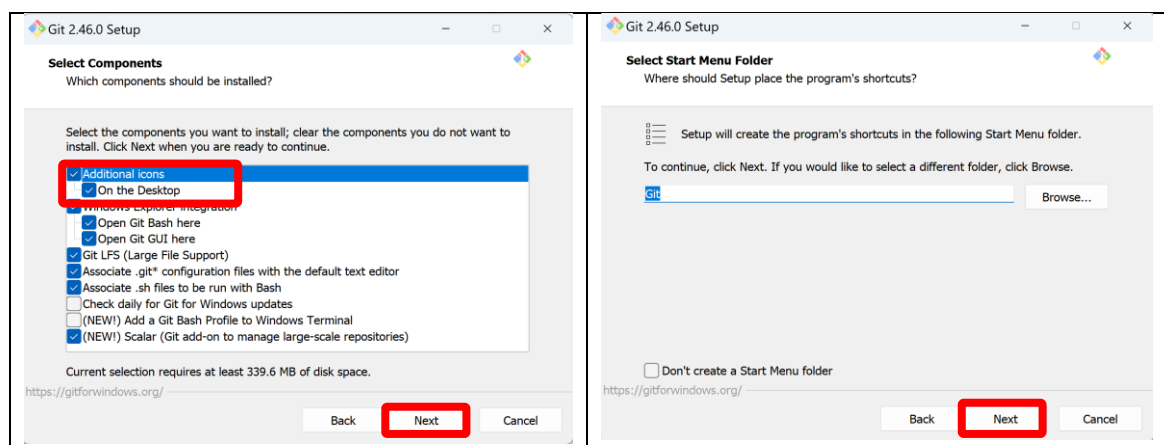 Git 2.46.0 Setup
Select Components
Which components should be installed?
Select the components you want to install; clear the components you do not want to
install. Click Next when you are ready to continue.
Additional icons
On the Desktop
Windows Explorer integration
Open Git Bash here
Open Git GUI here
Git LFS (Large File Support)
Associate .git* configuration files with the default text editor
Associate .sh files to be run with Bash
Check daily for Git for Windows updates
(NEW!) Add a Git Bash Profile to Windows Terminal
(NEW!) Scalar (Git add-on to manage large-scale repositories)
Current selection requires at least 339.6 MB of disk space.
https://gitforwindows.org/
Back Next Cancel
Git 2.46.0 Setup
Select Start Menu Folder
Where should Setup place the program's shortcuts?
Setup will create the program's shortcuts in the following Start Menu folder.
To continue, click Next. If you would like to select a different folder, click Browse.
Git Browse...
Don't create a Start Menu folder
https://gitforwindows.org/
Back Next Cancel